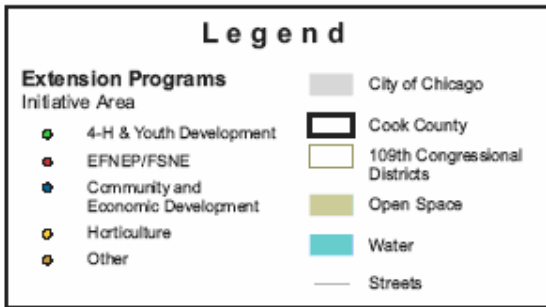 Legend
Extension Programs
Initiative Area
4-H & Youth Development
EFNEP/FSNE
Community and
Economic Development
Horticulture
Other
City of Chicago
Cook County
109th Congressional
Districts
Open Space
Water
Streets